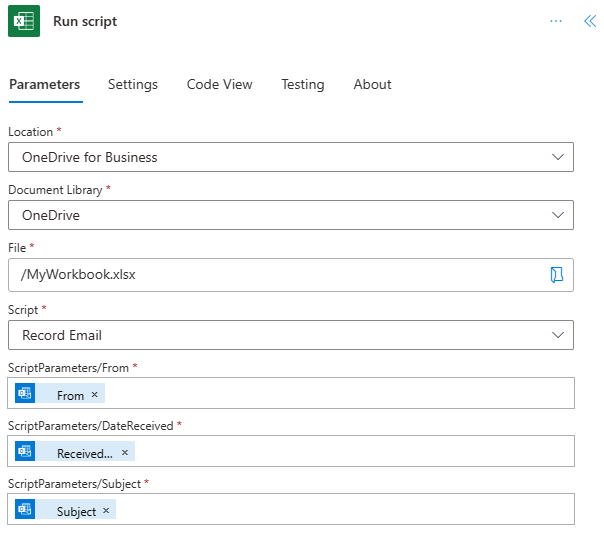 Run script
Parameters Settings Code View Testing About
Location *
OneDrive for Business
Document Library *
OneDrive
File *
/MyWorkbook.xlsx
Script *
Record Email
ScriptParameters/From *
From ×
ScriptParameters/DateReceived *
Received... ×
ScriptParameters/Subject *
Subject ×